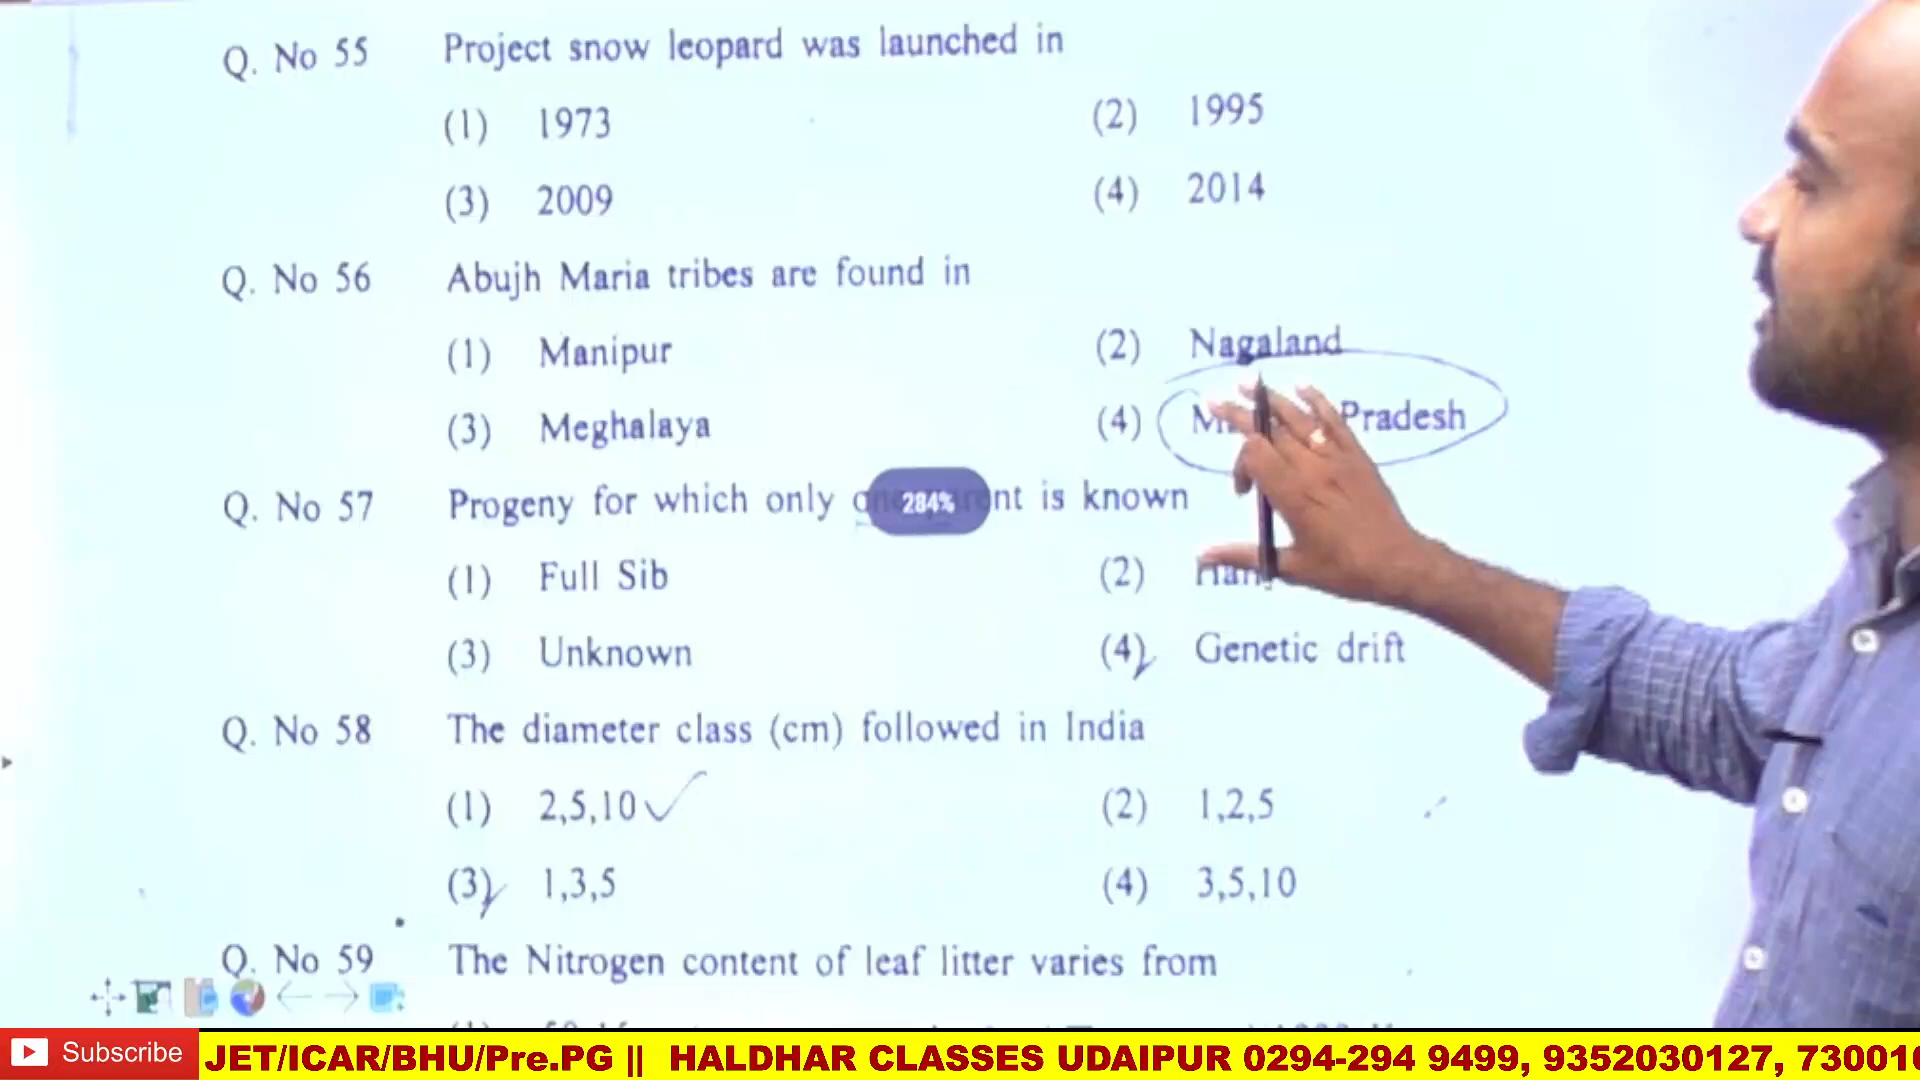 Q. No 55 Project snow leopard was launched in
(1) 1973 (2) 1995
(3) 2009 (4) 2014
Q. No 56 Abujh Maria tribes are found in
(1) Manipur (2) Nagaland
(3) Meghalaya (4) Pradesh
Q. No 57 Progeny for which only is known
284%
(1) Full Sib (2)
(3) Unknown (4) Genetic drift
Q. No 58 The diameter class (cm) followed in India
(1) 2,5,10 (2) 1,2,5
(3) 1,3,5 (4) 3,5,10
Q. No 59 The Nitrogen content of leaf litter varies from
Subscribe JET/ICAR/BHU/Pre.PG || HALDHAR CLASSES UDAIPUR 0294-294 9499, 9352030127, 730010